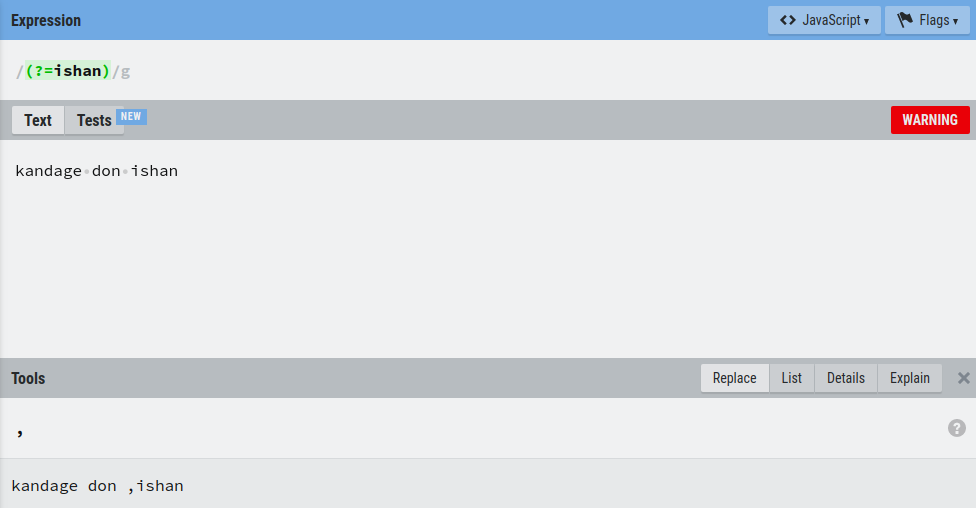 Expression
<> JavaScript ▾ Flags ▾
/(?=ishan)/g
Text Tests NEW WARNING
kandage·don·ishan
Tools Replace List Details Explain ×
, ?
kandage don ,ishan